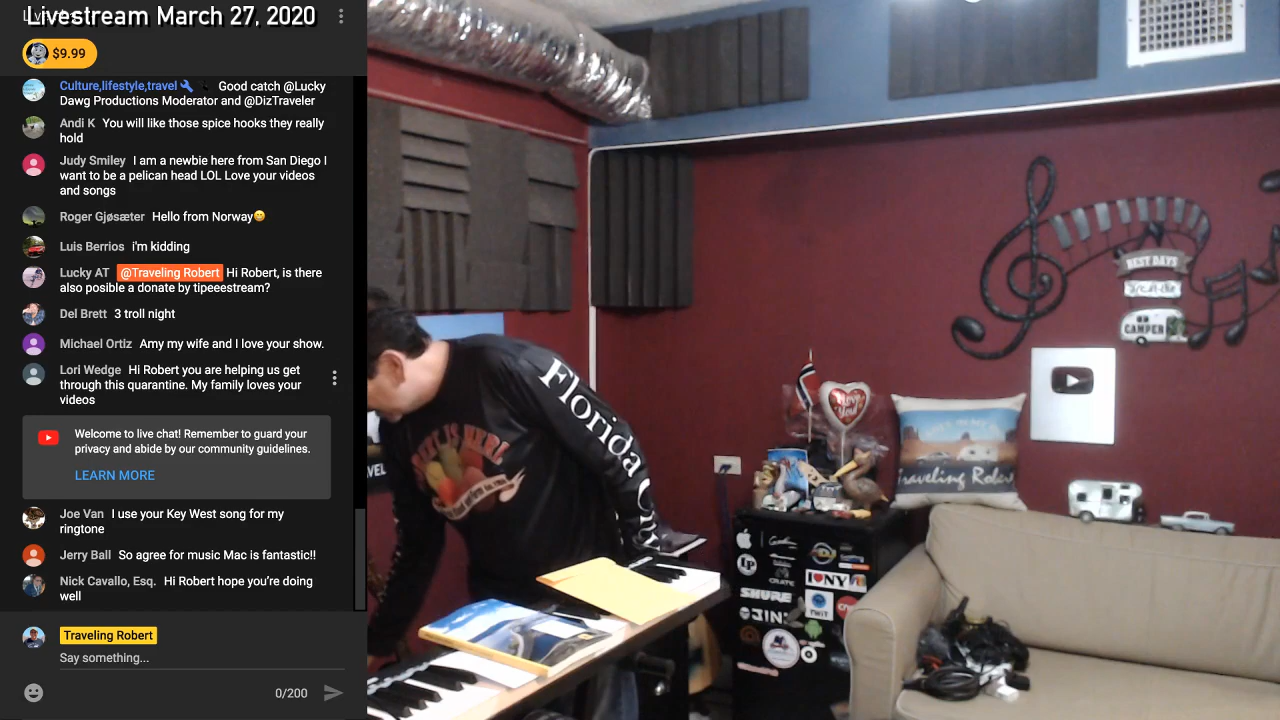 Livestream March 27, 2020
$9.99
Culture,lifestyle,travel Good catch @Lucky
Dawg Productions Moderator and @DizTraveler
Andi K You will like those spice hooks they really
hold
Judy Smiley I am a newbie here from San Diego I
want to be a pelican head LOL Love your videos
and songs
Roger Gjøsæter Hello from Norway😊
Luis Berrios i'm kidding
Lucky AT @Traveling Robert Hi Robert, is there
also posible a donate by tipeeestream?
Del Brett 3 troll night
Michael Ortiz Amy my wife and I love your show.
Lori Wedge Hi Robert you are helping us get
through this quarantine. My family loves your
videos
Welcome to live chat! Remember to guard your
privacy and abide by our community guidelines.
LEARN MORE
Joe Van I use your Key West song for my
ringtone
Jerry Ball So agree for music Mac is fantastic!!
Nick Cavallo, Esq. Hi Robert hope you're doing
well
Traveling Robert
Say something...
0/200
Florida City
BEST DAYS
CAMPER
I Love You!
Traveling Rober
LP
I NY
SHURE
TWiT
JIN